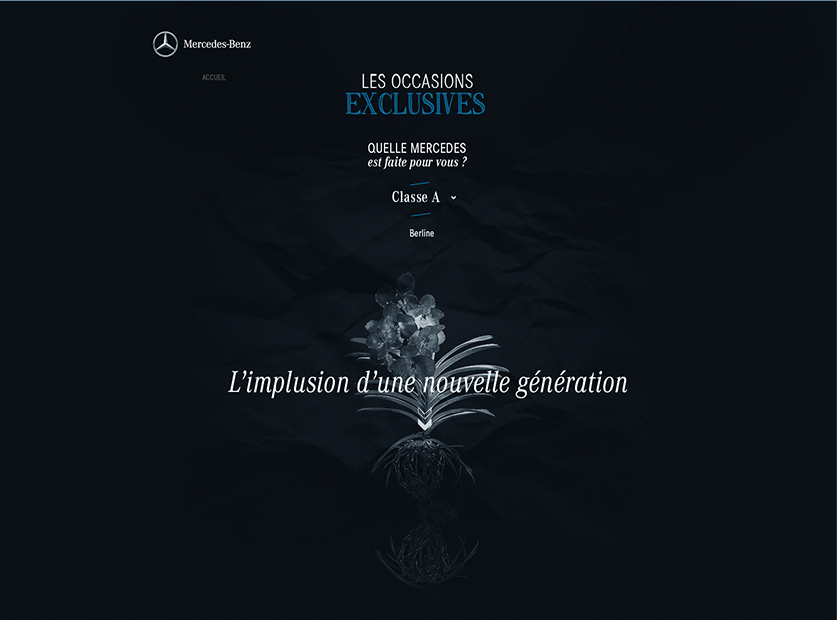 Mercedes-Benz
ACCUEIL
LES OCCASIONS
EXCLUSIVES
QUELLE MERCEDES
est faite pour vous ?
Classe A
Berline
L'implusion d'une nouvelle génération